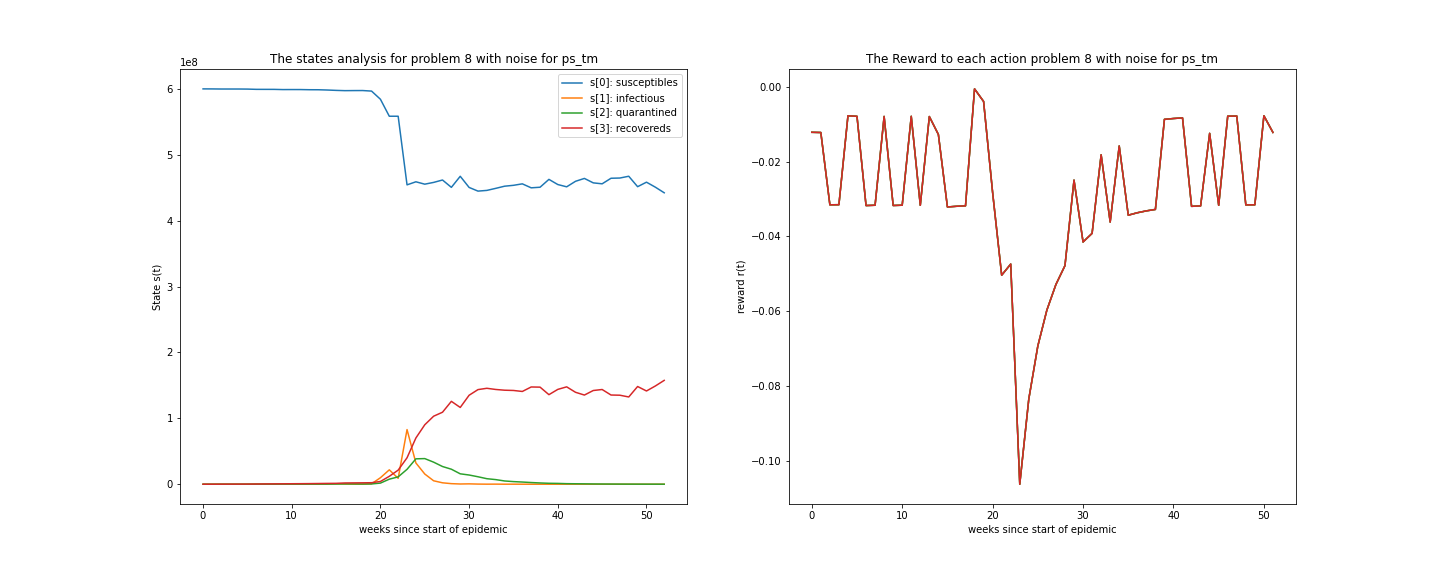 The states analysis for problem 8 with noise for ps_tm
1e8
6
5
4
3
2
1
0
State s(t)
s[0]: susceptibles
s[1]: infectious
s[2]: quarantined
s[3]: recovereds
0 10 20 30 40 50
weeks since start of epidemic
The Reward to each action problem 8 with noise for ps_tm
0.00
−0.02
−0.04
−0.06
−0.08
−0.10
reward r(t)
0 10 20 30 40 50
weeks since start of epidemic